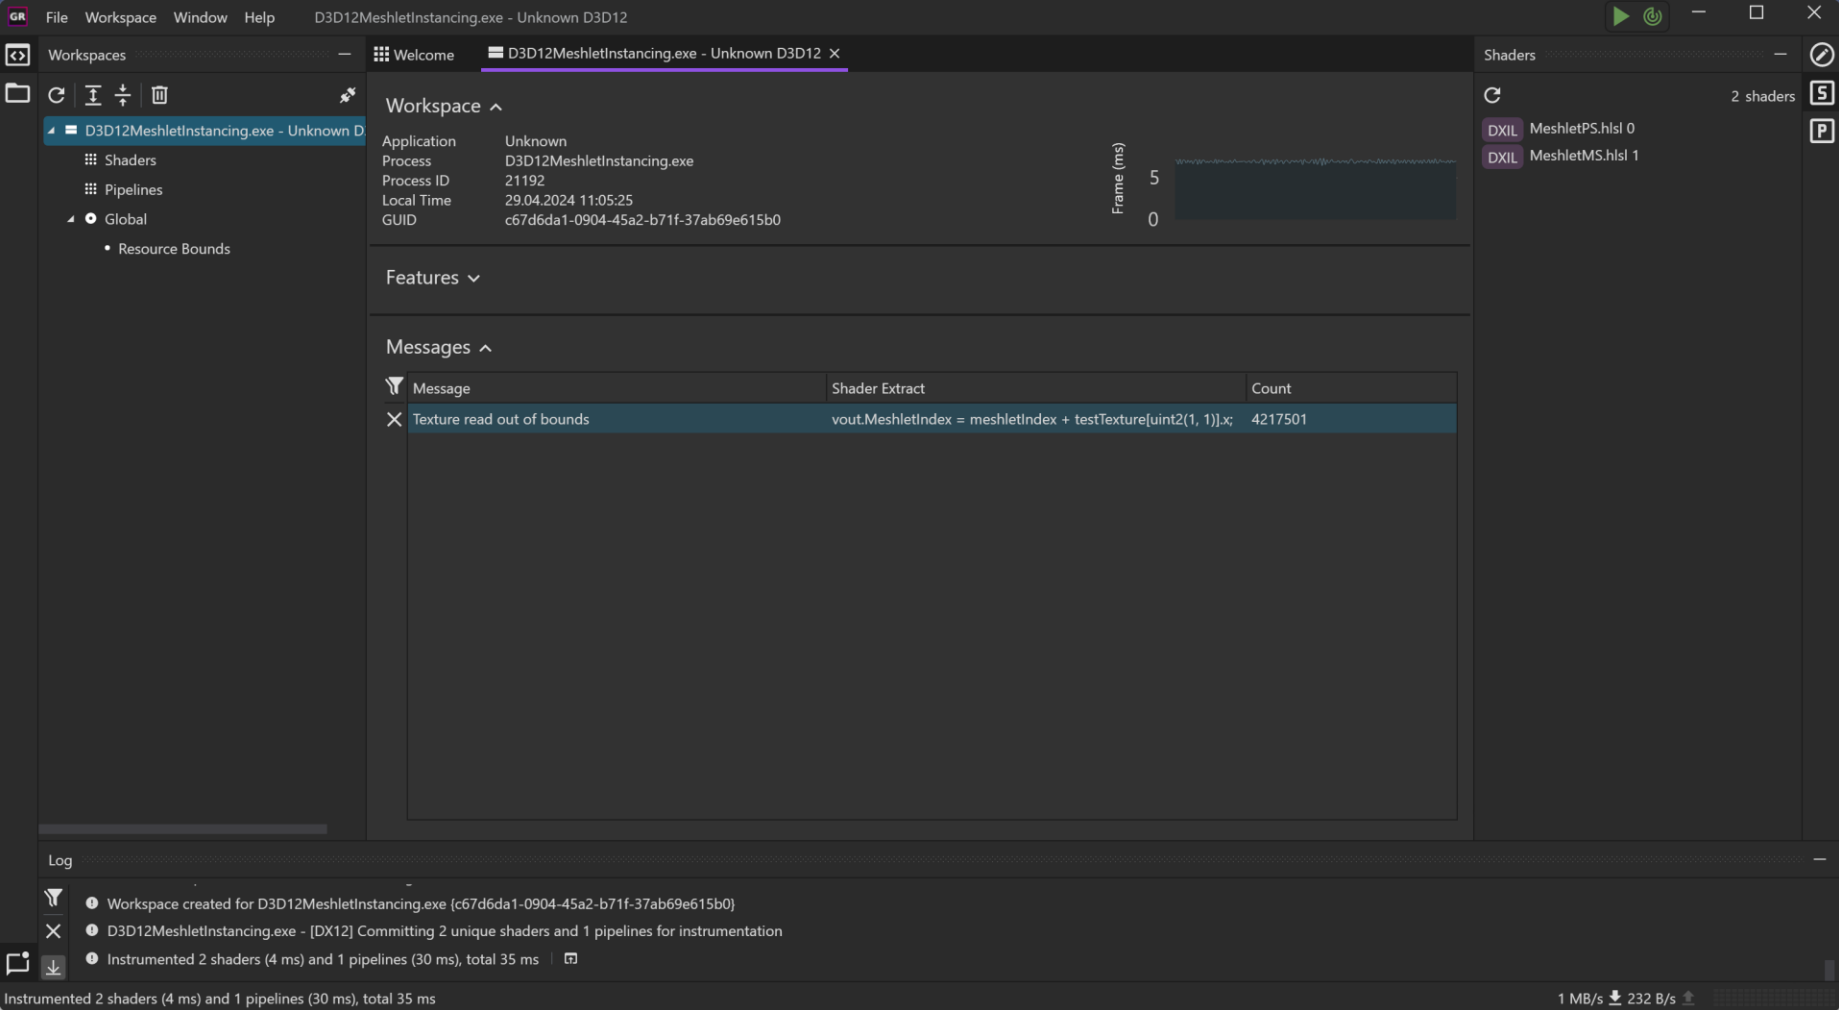 GR File Workspace Window Help D3D12MeshletInstancing.exe - Unknown D3D12
Workspaces
Welcome
D3D12MeshletInstancing.exe - Unknown D3D12
Shaders
2 shaders
D3D12MeshletInstancing.exe - Unknown D
Shaders
Pipelines
Global
Resource Bounds
Workspace
Application Unknown
Process D3D12MeshletInstancing.exe
Process ID 21192
Local Time 29.04.2024 11:05:25
GUID c67d6da1-0904-45a2-b71f-37ab69e615b0
Frame (ms)
5
0
Features
Messages
Message Shader Extract Count
Texture read out of bounds vout.MeshletIndex = meshletIndex + testTexture[uint2(1, 1)].x; 4217501
DXIL MeshletPS.hlsl 0
DXIL MeshletMS.hlsl 1
S
P
Log
Workspace created for D3D12MeshletInstancing.exe {c67d6da1-0904-45a2-b71f-37ab69e615b0}
D3D12MeshletInstancing.exe - [DX12] Committing 2 unique shaders and 1 pipelines for instrumentation
Instrumented 2 shaders (4 ms) and 1 pipelines (30 ms), total 35 ms
Instrumented 2 shaders (4 ms) and 1 pipelines (30 ms), total 35 ms
1 MB/s 232 B/s